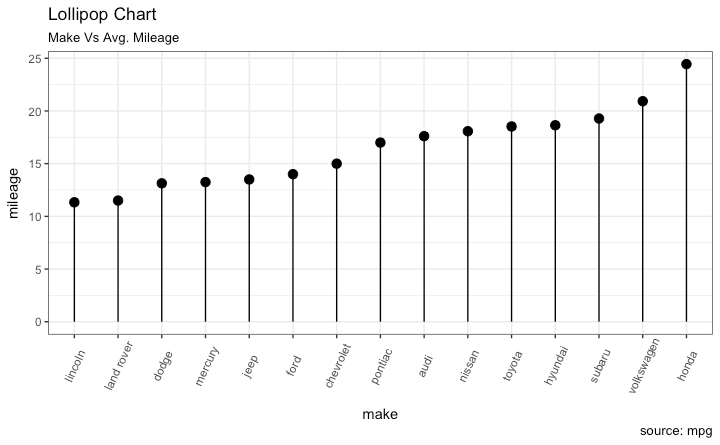 Lollipop Chart
Make Vs Avg. Mileage
mileage
25
20
15
10
5
0
lincoln
land rover
dodge
mercury
jeep
ford
chevrolet
pontiac
audi
nissan
toyota
hyundai
subaru
volkswagen
honda
make
source: mpg